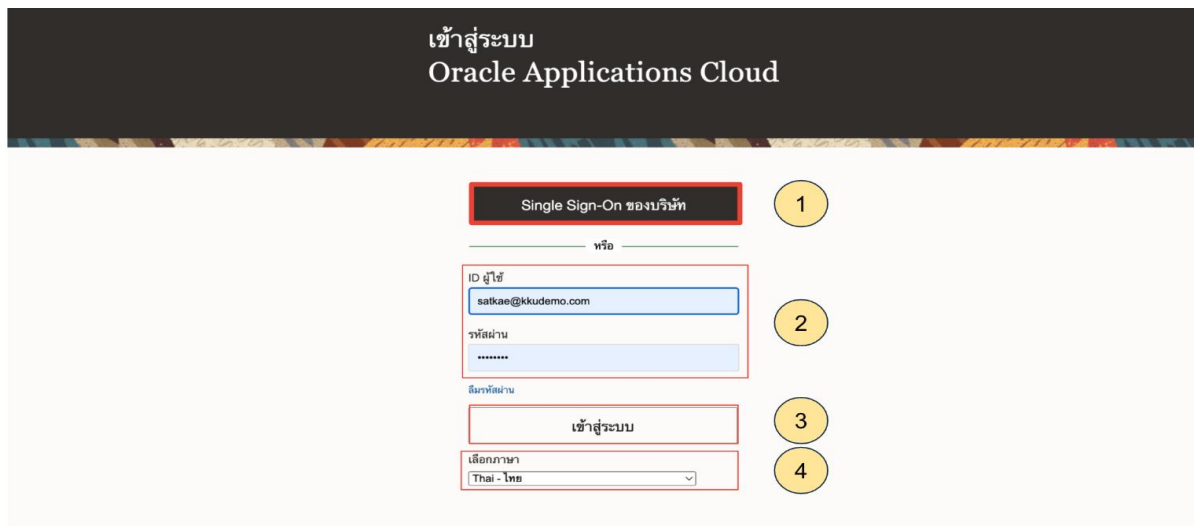 เข้าสู่ระบบ
Oracle Applications Cloud
Single Sign-On ของบริษัท
1
หรือ
ID ผู้ใช้
satkae@kkudemo.com
2
รหัสผ่าน
••••••••
ลืมรหัสผ่าน
เข้าสู่ระบบ
3
เลือกภาษา
Thai - ไทย
4